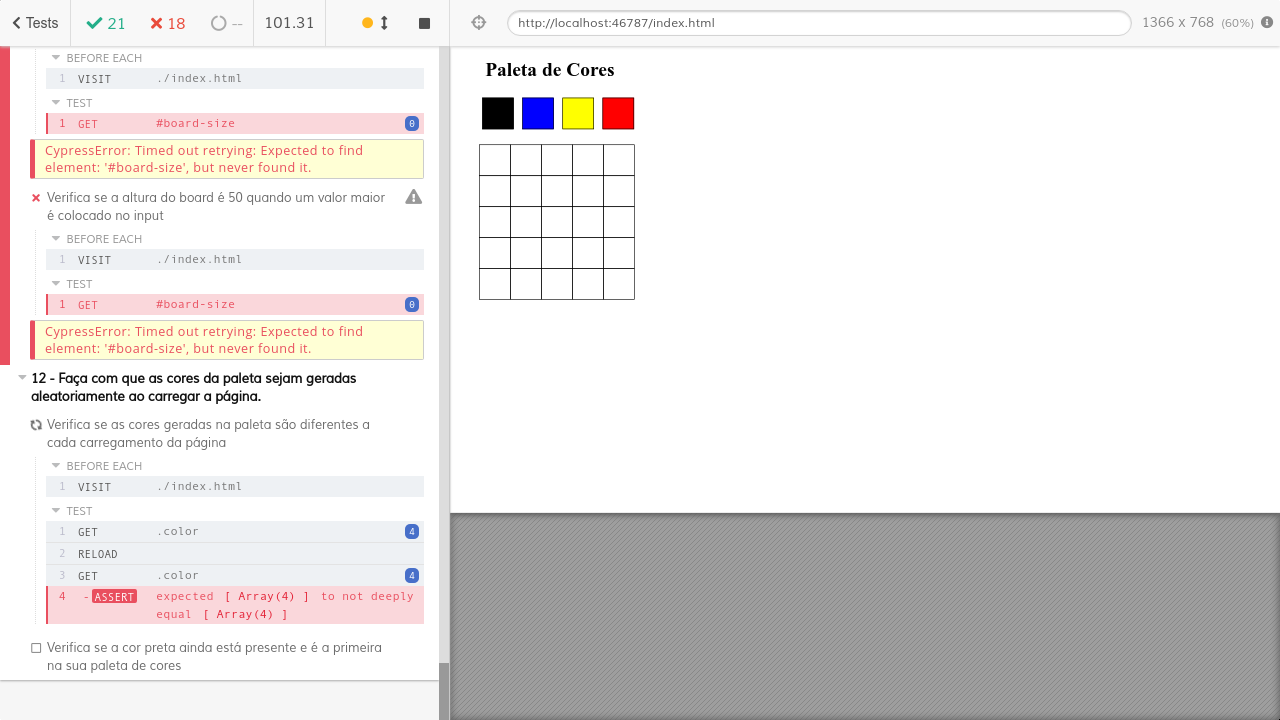 Tests 21 18 -- 101.31 http://localhost:46787/index.html 1366 x 768 (60%)
BEFORE EACH
1 VISIT ./index.html
TEST
1 GET #board-size 0
CypressError: Timed out retrying: Expected to find
element: '#board-size', but never found it.
Verifica se a altura do board é 50 quando um valor maior
é colocado no input
BEFORE EACH
1 VISIT ./index.html
TEST
1 GET #board-size 0
CypressError: Timed out retrying: Expected to find
element: '#board-size', but never found it.
12 - Faça com que as cores da paleta sejam geradas
aleatoriamente ao carregar a página.
Verifica se as cores geradas na paleta são diferentes a
cada carregamento da página
BEFORE EACH
1 VISIT ./index.html
TEST
1 GET .color 4
2 RELOAD
3 GET .color 4
4 -ASSERT expected [ Array(4) ] to not deeply
equal [ Array(4) ]
Verifica se a cor preta ainda está presente e é a primeira
na sua paleta de cores
Paleta de Cores